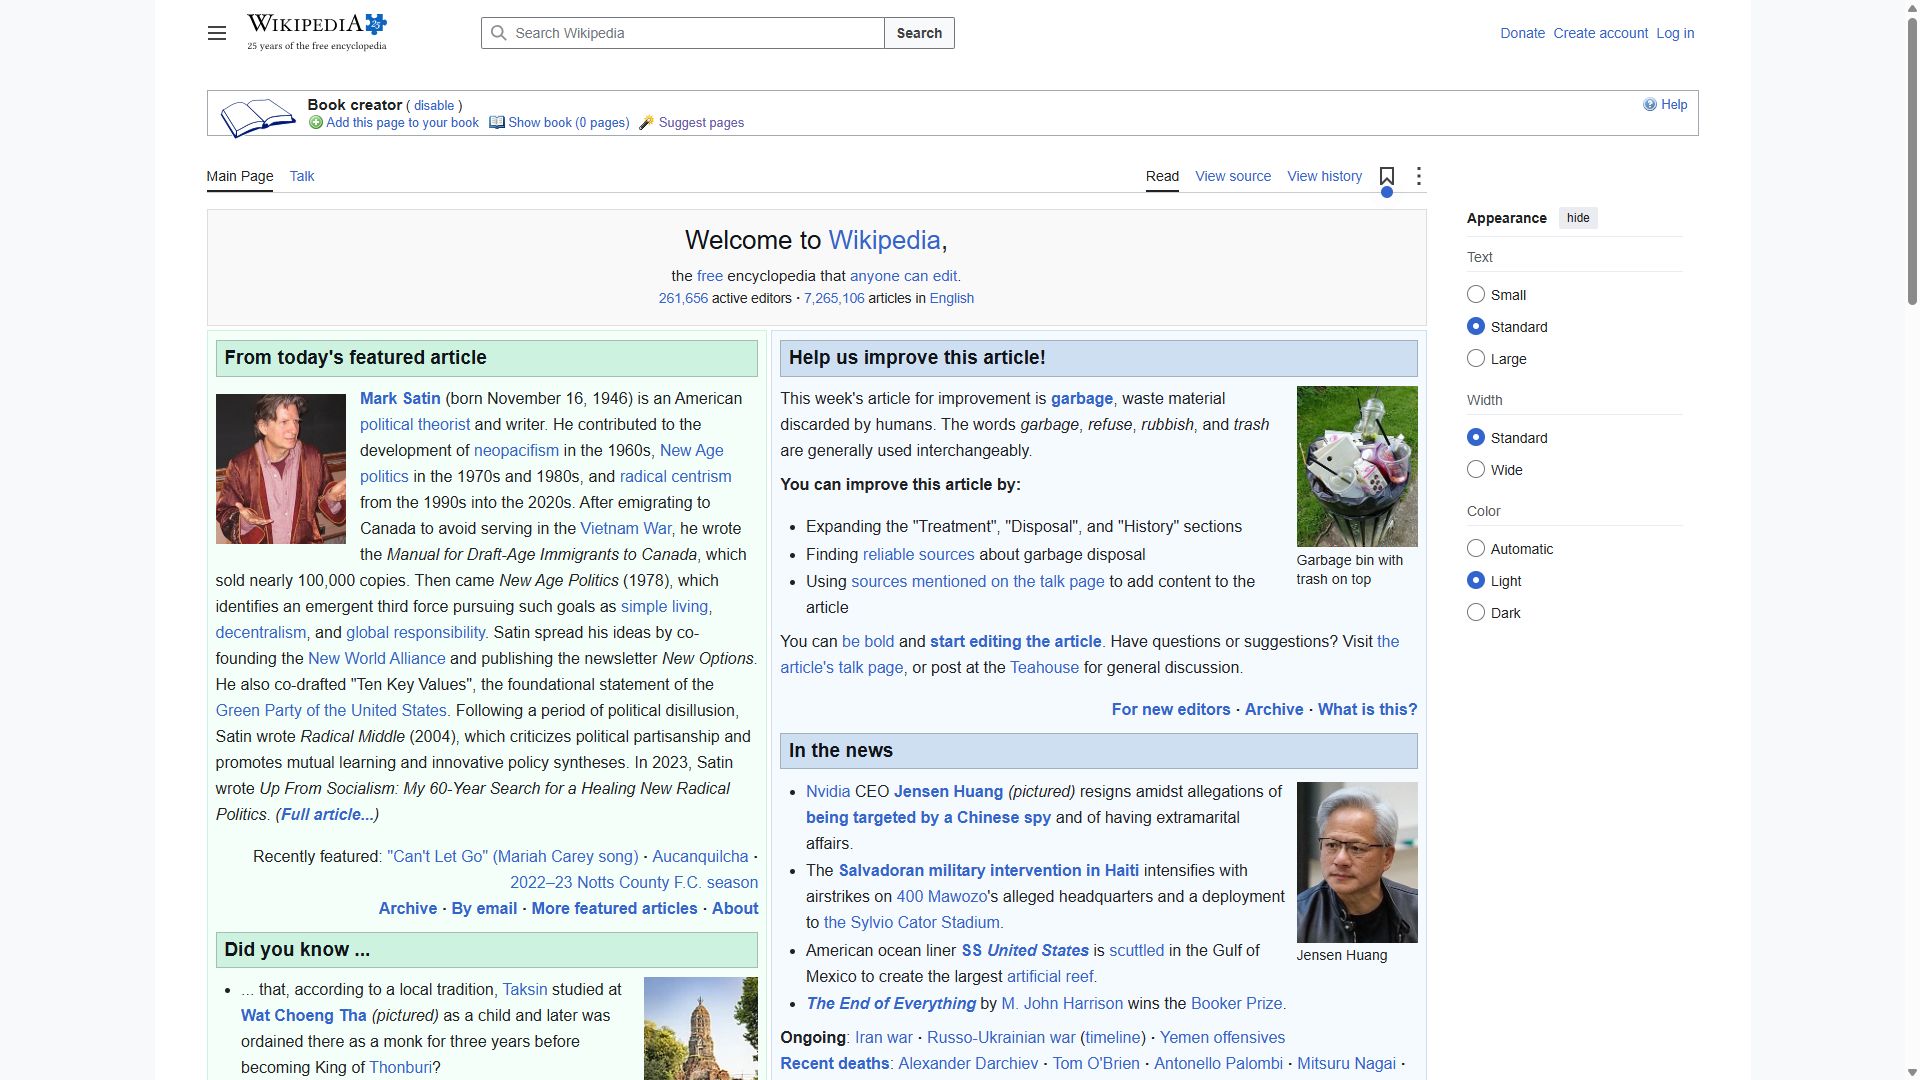 WIKIPEDIA 25
25 years of the free encyclopedia
Search Wikipedia
Search
Donate Create account Log in
Book creator ( disable )
Add this page to your book Show book (0 pages) Suggest pages
Help
Main Page Talk
Read View source View history
Welcome to Wikipedia,
the free encyclopedia that anyone can edit.
261,656 active editors · 7,265,106 articles in English
From today's featured article
Mark Satin (born November 16, 1946) is an American
political theorist and writer. He contributed to the
development of neopacifism in the 1960s, New Age
politics in the 1970s and 1980s, and radical centrism
from the 1990s into the 2020s. After emigrating to
Canada to avoid serving in the Vietnam War, he wrote
the Manual for Draft-Age Immigrants to Canada, which
sold nearly 100,000 copies. Then came New Age Politics (1978), which
identifies an emergent third force pursuing such goals as simple living,
decentralism, and global responsibility. Satin spread his ideas by co-
founding the New World Alliance and publishing the newsletter New Options.
He also co-drafted "Ten Key Values", the foundational statement of the
Green Party of the United States. Following a period of political disillusion,
Satin wrote Radical Middle (2004), which criticizes political partisanship and
promotes mutual learning and innovative policy syntheses. In 2023, Satin
wrote Up From Socialism: My 60-Year Search for a Healing New Radical
Politics. (Full article...)
Recently featured: "Can't Let Go" (Mariah Carey song) · Aucanquilcha ·
2022–23 Notts County F.C. season
Archive · By email · More featured articles · About
Did you know ...
... that, according to a local tradition, Taksin studied at
Wat Choeng Tha (pictured) as a child and later was
ordained there as a monk for three years before
becoming King of Thonburi?
Help us improve this article!
This week's article for improvement is garbage, waste material
discarded by humans. The words garbage, refuse, rubbish, and trash
are generally used interchangeably.
You can improve this article by:
Expanding the "Treatment", "Disposal", and "History" sections
Finding reliable sources about garbage disposal
Using sources mentioned on the talk page to add content to the
article
Garbage bin with
trash on top
You can be bold and start editing the article. Have questions or suggestions? Visit the
article's talk page, or post at the Teahouse for general discussion.
For new editors · Archive · What is this?
In the news
Nvidia CEO Jensen Huang (pictured) resigns amidst allegations of
being targeted by a Chinese spy and of having extramarital
affairs.
The Salvadoran military intervention in Haiti intensifies with
airstrikes on 400 Mawozo's alleged headquarters and a deployment
to the Sylvio Cator Stadium.
American ocean liner SS United States is scuttled in the Gulf of
Mexico to create the largest artificial reef.
The End of Everything by M. John Harrison wins the Booker Prize.
Jensen Huang
Ongoing: Iran war · Russo-Ukrainian war (timeline) · Yemen offensives
Recent deaths: Alexander Darchiev · Tom O'Brien · Antonello Palombi · Mitsuru Nagai ·
Appearance hide
Text
Small
Standard
Large
Width
Standard
Wide
Color
Automatic
Light
Dark